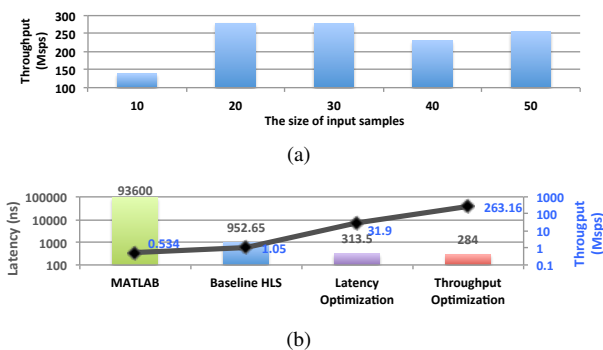 Throughput
(Msps)
300
250
200
150
100
10 20 30 40 50
The size of input samples
(a)
Latency (ns)
100000
10000
1000
100
93600
952.65
313.5
284
0.534
1.05
31.9
263.16
1000
100
10
1
0.1
Througput
(Msps)
MATLAB
Baseline HLS
Latency
Optimization
Throughput
Optimization
(b)